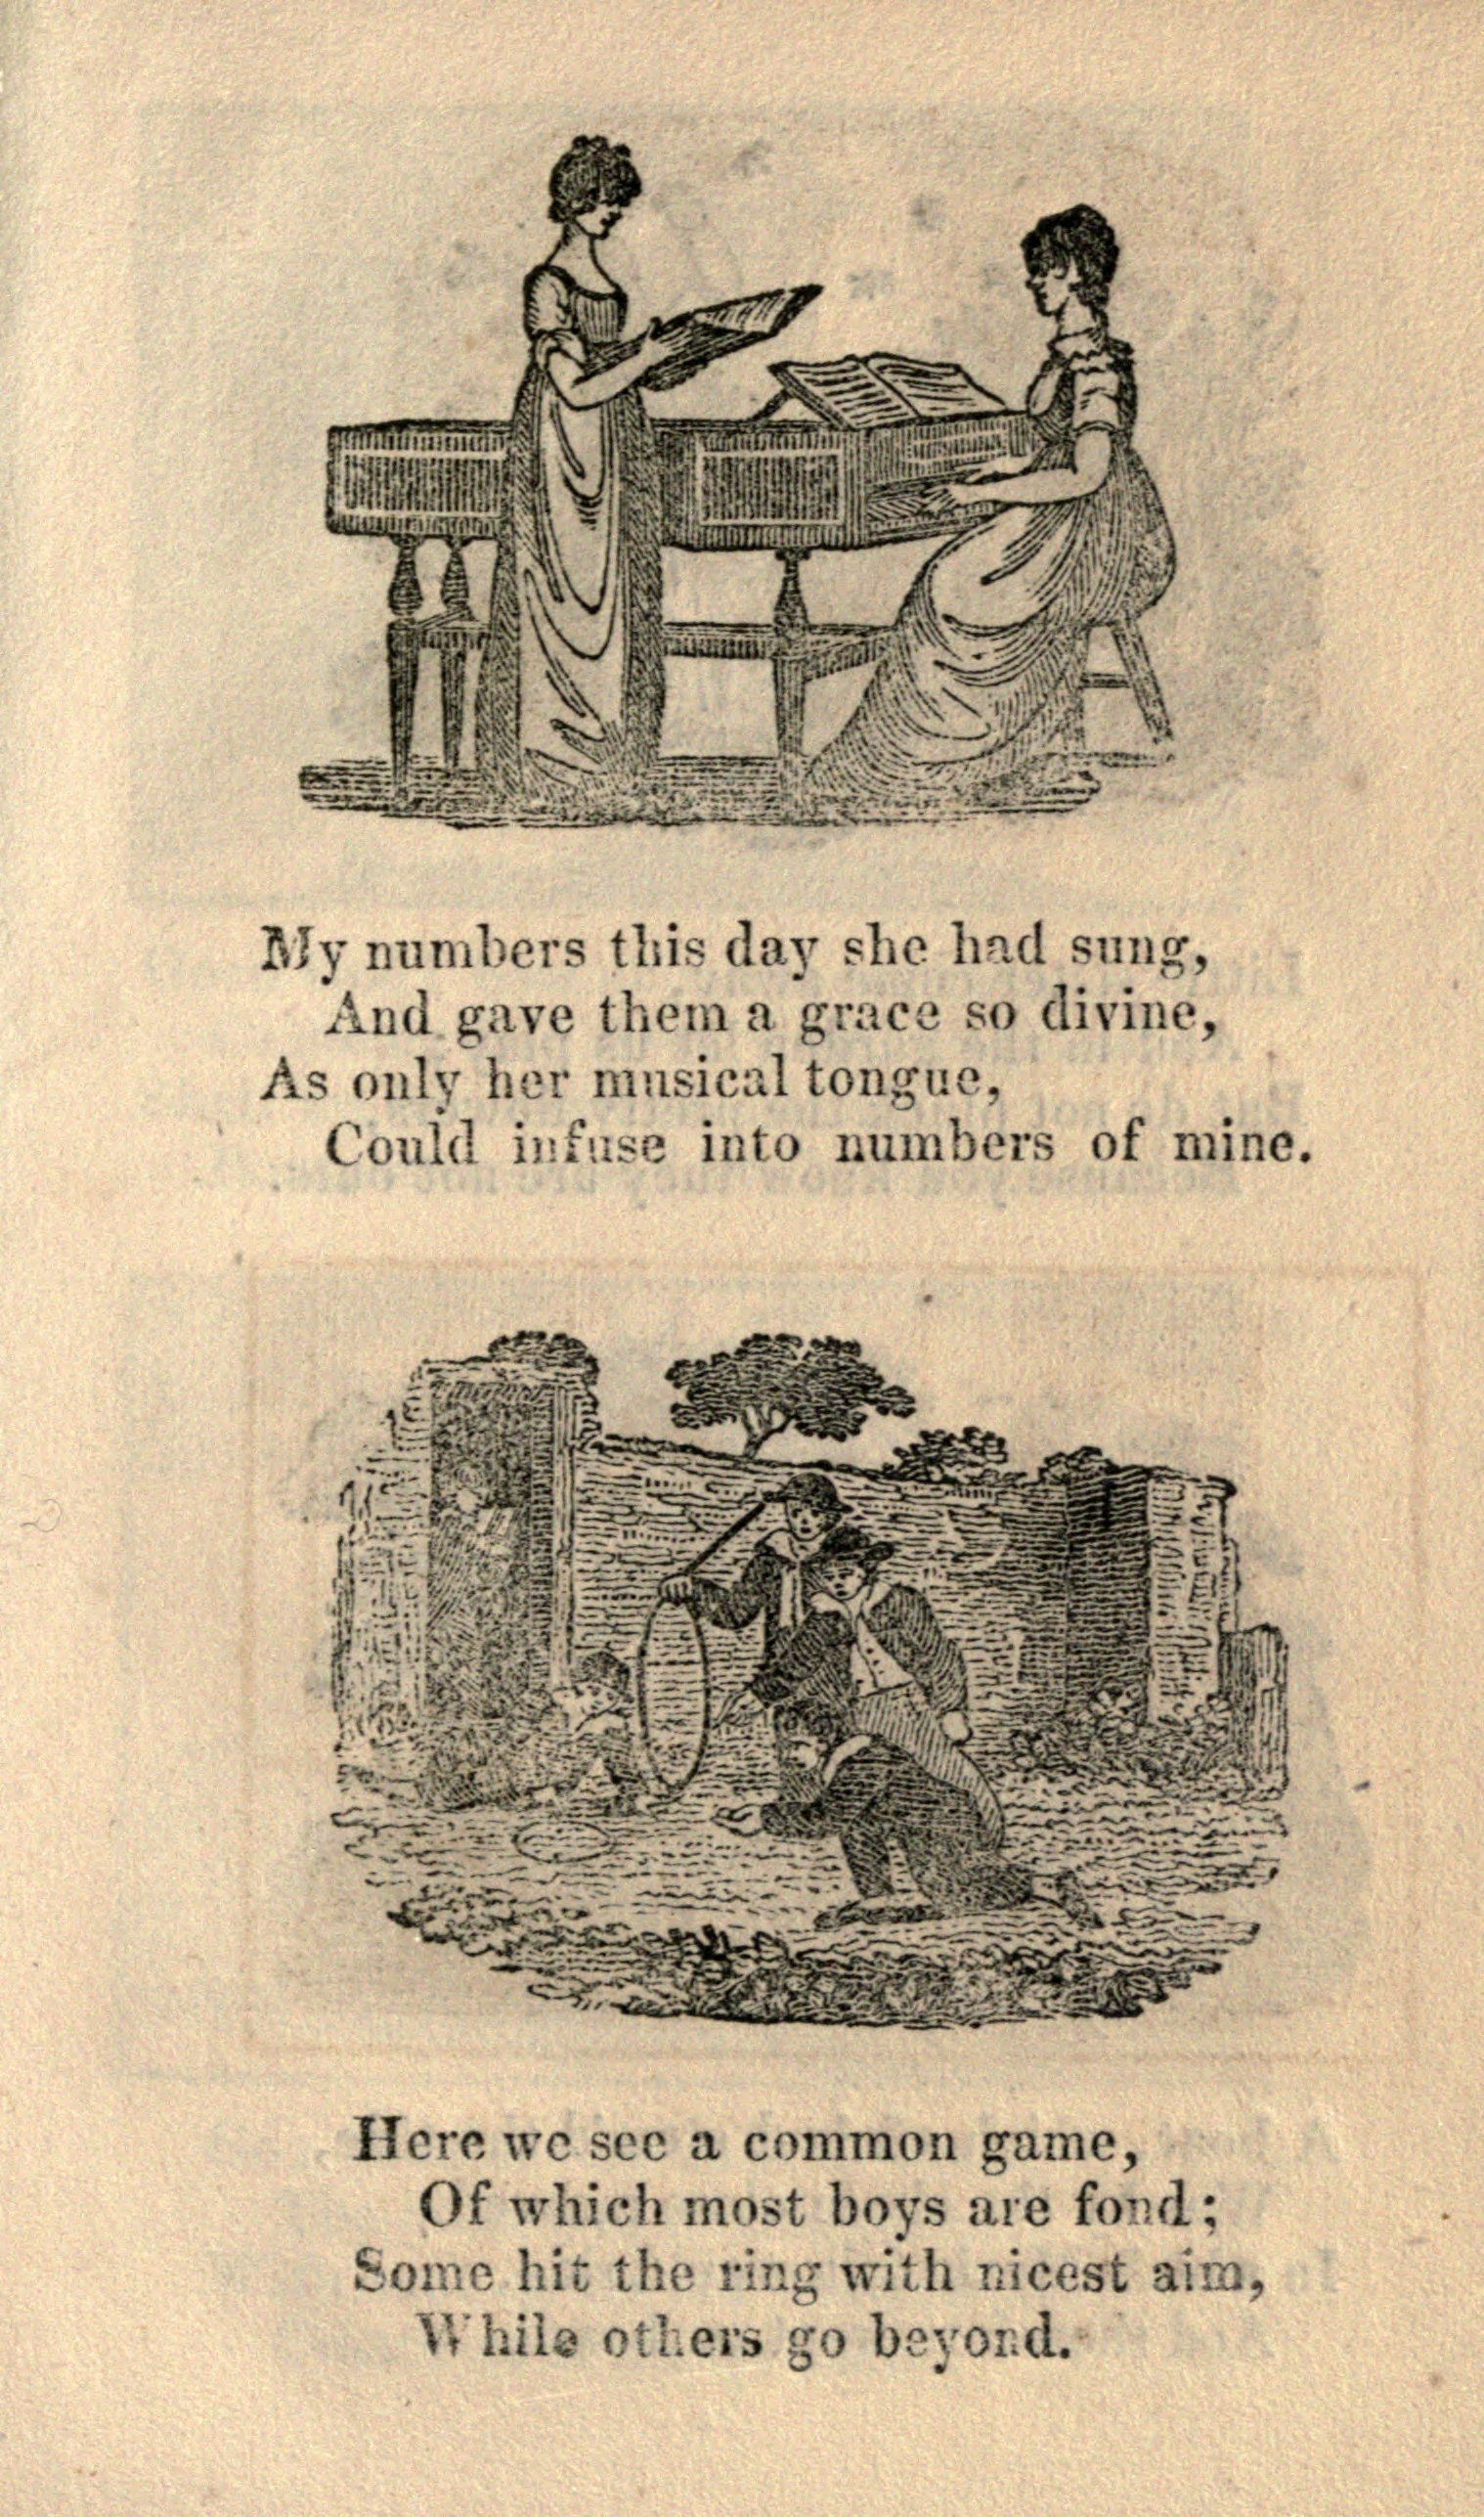 My numbers this day she had sung,
And gave them a grace so divine,
As only her musical tongue,
Could infuse into numbers of mine.
Here we see a common game,
Of which most boys are fond;
Some hit the ring with nicest aim,
While others go beyond.